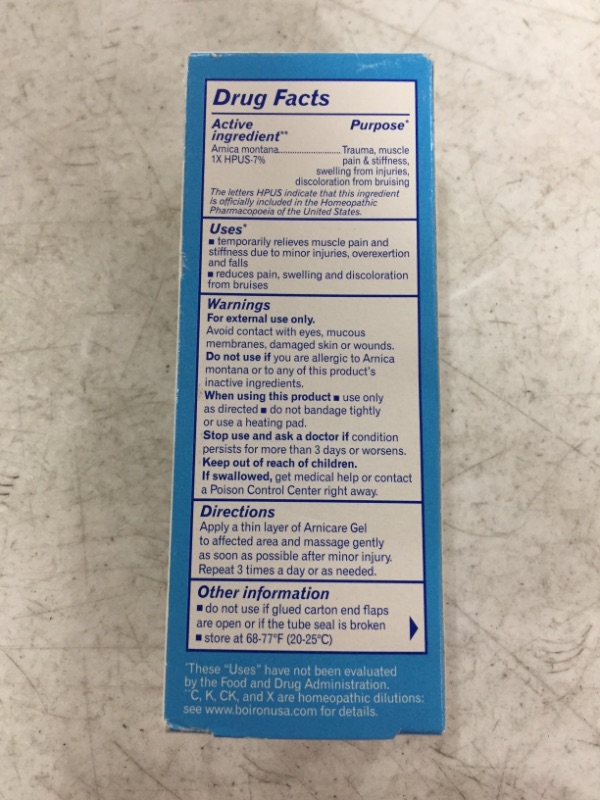 Drug Facts
Active Purpose*
ingredient**
Arnica montana........................Trauma, muscle
1X HPUS-7% pain & stiffness,
swelling from injuries,
discoloration from bruising
The letters HPUS indicate that this ingredient
is officially included in the Homeopathic
Pharmacopoeia of the United States.
Uses*
■ temporarily relieves muscle pain and
stiffness due to minor injuries, overexertion
and falls
■ reduces pain, swelling and discoloration
from bruises
Warnings
For external use only.
Avoid contact with eyes, mucous
membranes, damaged skin or wounds.
Do not use if you are allergic to Arnica
montana or to any of this product's
inactive ingredients.
When using this product ■ use only
as directed ■ do not bandage tightly
or use a heating pad.
Stop use and ask a doctor if condition
persists for more than 3 days or worsens.
Keep out of reach of children.
If swallowed, get medical help or contact
a Poison Control Center right away.
Directions
Apply a thin layer of Arnicare Gel
to affected area and massage gently
as soon as possible after minor injury.
Repeat 3 times a day or as needed.
Other information
■ do not use if glued carton end flaps
are open or if the tube seal is broken
■ store at 68-77°F (20-25°C)
*These "Uses" have not been evaluated
by the Food and Drug Administration.
**C, K, CK, and X are homeopathic dilutions:
see www.boironusa.com for details.